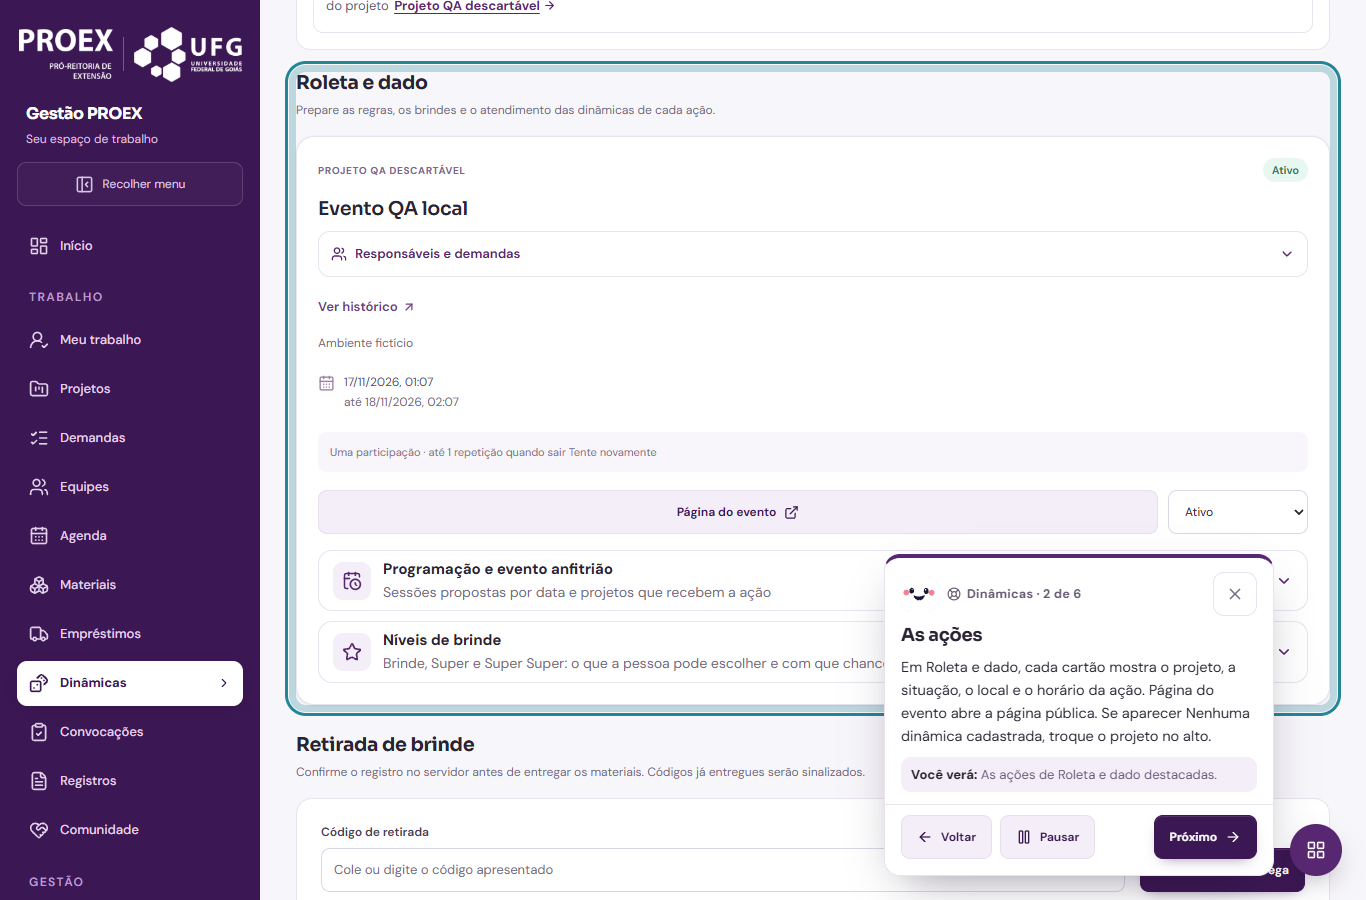 PROEX
PRÓ-REITORIA DE
EXTENSÃO
UFG
UNIVERSIDADE
FEDERAL DE GOIÁS
Gestão PROEX
Seu espaço de trabalho
Recolher menu
Início
TRABALHO
Meu trabalho
Projetos
Demandas
Equipes
Agenda
Materiais
Empréstimos
Dinâmicas
Convocações
Registros
Comunidade
GESTÃO
do projeto Projeto QA descartável →
Roleta e dado
Prepare as regras, os brindes e o atendimento das dinâmicas de cada ação.
PROJETO QA DESCARTÁVEL
Ativo
Evento QA local
Responsáveis e demandas
Ver histórico
Ambiente fictício
17/11/2026, 01:07
até 18/11/2026, 02:07
Uma participação · até 1 repetição quando sair Tente novamente
Página do evento
Ativo
Programação e evento anfitrião
Sessões propostas por data e projetos que recebem a ação
Níveis de brinde
Brinde, Super e Super Super: o que a pessoa pode escolher e com que
Dinâmicas · 2 de 6
As ações
Em Roleta e dado, cada cartão mostra o projeto, a
situação, o local e o horário da ação. Página do
evento abre a página pública. Se aparecer Nenhuma
dinâmica cadastrada, troque o projeto no alto.
Você verá: As ações de Roleta e dado destacadas.
Voltar
Pausar
Próximo
Retirada de brinde
Confirme o registro no servidor antes de entregar os materiais. Códigos já entregues serão sinalizados.
Código de retirada
Cole ou digite o código apresentado